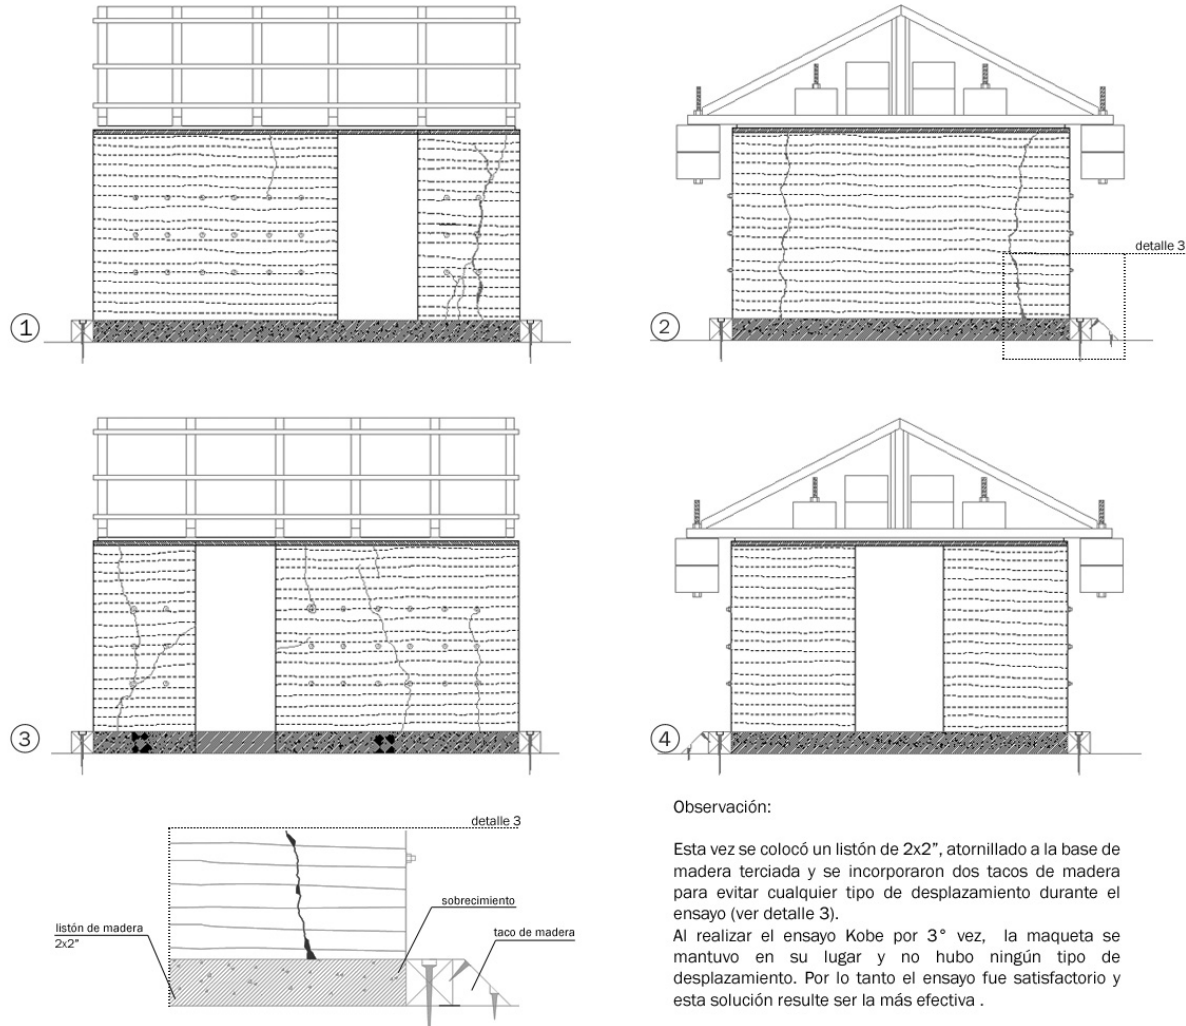 1
2
detalle 3
3
4
detalle 3
listón de madera
2x2”
sobrecimiento
taco de madera
Observación:
Esta vez se colocó un listón de 2x2”, atornillado a la base de
madera terciada y se incorporaron dos tacos de madera
para evitar cualquier tipo de desplazamiento durante el
ensayo (ver detalle 3).
Al realizar el ensayo Kobe por 3° vez, la maqueta se
mantuvo en su lugar y no hubo ningún tipo de
desplazamiento. Por lo tanto el ensayo fue satisfactorio y
esta solución resulte ser la más efectiva .